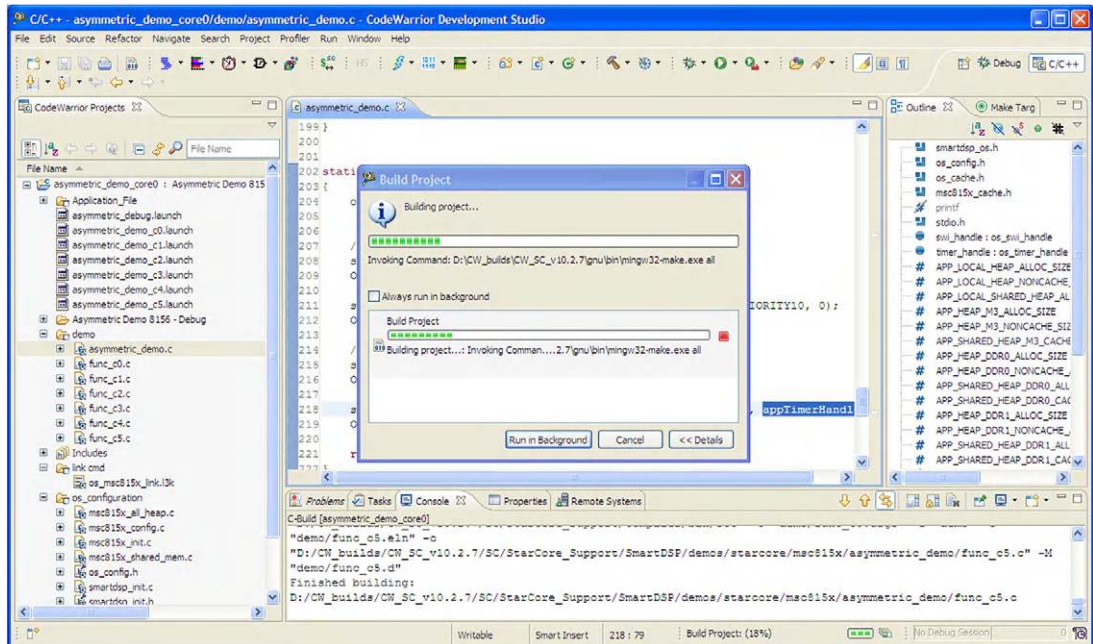 C/C++ - asymmetric_demo_core0/demo/asymmetric_demo.c - CodeWarrior Development Studio
File Edit Source Refactor Navigate Search Project Profiler Run Window Help
Debug C/C++
CodeWarrior Projects
File Name
File Name
asymmetric_demo_core0 : Asymmetric Demo 815
Application_File
asymmetric_debug.launch
asymmetric_demo_c0.launch
asymmetric_demo_c1.launch
asymmetric_demo_c2.launch
asymmetric_demo_c3.launch
asymmetric_demo_c4.launch
asymmetric_demo_c5.launch
Asymmetric Demo 8156 - Debug
demo
asymmetric_demo.c
func_c0.c
func_c1.c
func_c2.c
func_c3.c
func_c4.c
func_c5.c
Includes
link cmd
os_msc815x_link.l3k
os_configuration
msc815x_all_heap.c
msc815x_config.c
msc815x_init.c
msc815x_shared_mem.c
os_config.h
smartdsp_init.c
smartdsp_init.h
asymmetric_demo.c
199 }
200
201
202 stati
203 {
204
205
206
207 /
208 s
209 O
210
211 s IORITY10, 0);
212 O
213
214 /
215 s
216 O
217
218 s , appTimerHandl
219 O
220
221 r
222 }
Build Project
Building project...
Invoking Command: D:\CW_builds\CW_SC_v10.2.7\gnu\bin\mingw32-make.exe all
Always run in background
Build Project
Building project...: Invoking Comman....2.7\gnu\bin\mingw32-make.exe all
Run in Background Cancel << Details
Outline Make Targ
smartdsp_os.h
os_config.h
os_cache.h
msc815x_cache.h
printf
stdio.h
swi_handle : os_swi_handle
timer_handle : os_timer_handle
APP_LOCAL_HEAP_ALLOC_SIZE
APP_LOCAL_HEAP_NONCACHE_
APP_LOCAL_SHARED_HEAP_AL
APP_HEAP_M3_ALLOC_SIZE
APP_HEAP_M3_NONCACHE_SIZ
APP_SHARED_HEAP_M3_CACHE
APP_HEAP_DDR0_ALLOC_SIZE
APP_HEAP_DDR0_NONCACHE_
APP_SHARED_HEAP_DDR0_ALL
APP_SHARED_HEAP_DDR0_CAC
APP_HEAP_DDR1_ALLOC_SIZE
APP_HEAP_DDR1_NONCACHE_
APP_SHARED_HEAP_DDR1_ALL
APP_SHARED_HEAP_DDR1_CAC
Problems Tasks Console Properties Remote Systems
C-Build [asymmetric_demo_core0]
"demo/func_c5.eln" -c
"D:/CW_builds/CW_SC_v10.2.7/SC/StarCore_Support/SmartDSP/demos/starcore/msc815x/asymmetric_demo/func_c5.c" -M
"demo/func_c5.d"
Finished building:
D:/CW_builds/CW_SC_v10.2.7/SC/StarCore_Support/SmartDSP/demos/starcore/msc815x/asymmetric_demo/func_c5.c
Writable Smart Insert 218 : 79 Build Project: (18%) No Debug Session 0